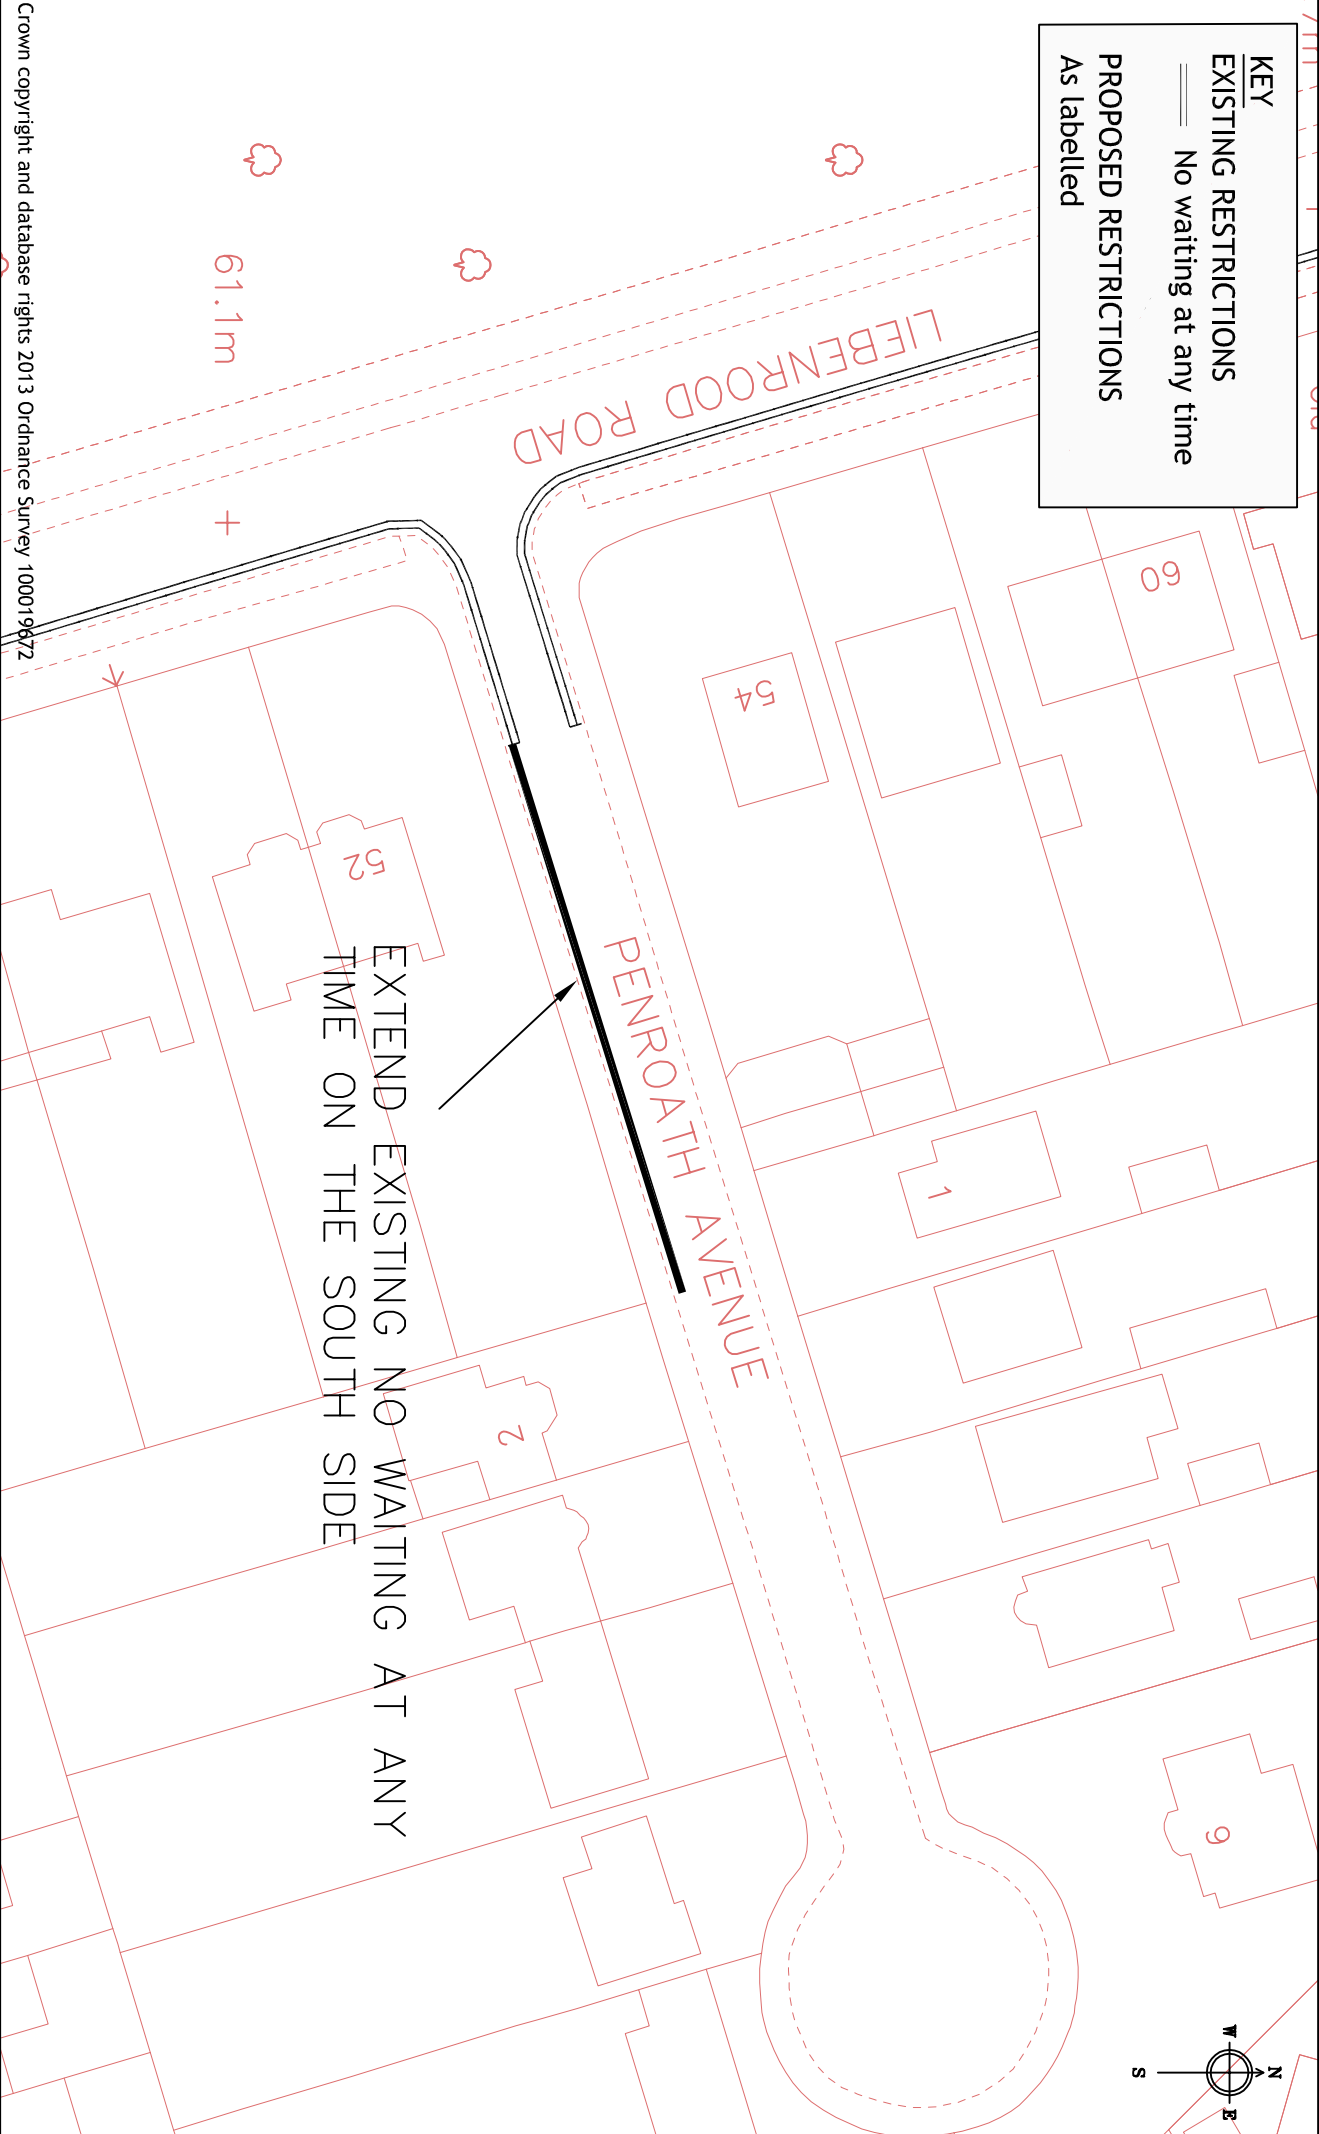 KEY
EXISTING RESTRICTIONS
No waiting at any time
PROPOSED RESTRICTIONS
As labelled
LIEBENROOD ROAD
61.1m
60
54
52
PENROATH AVENUE
1
EXTEND EXISTING NO WAITING AT ANY
TIME ON THE SOUTH SIDE
2
9
N
W
E
S
Crown copyright and database rights 2013 Ordnance Survey 100019672